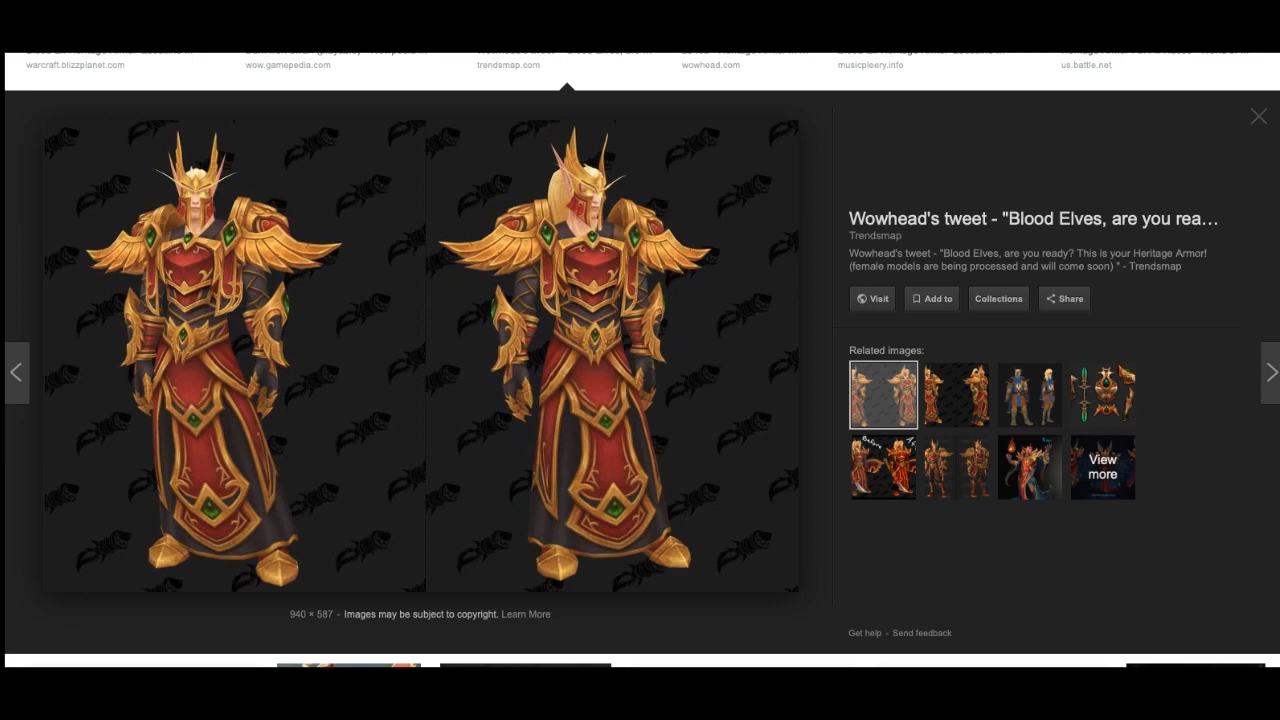 warcraft.blizzplanet.com
wow.gamepedia.com
trendsmap.com
wowhead.com
musicpleery.info
us.battle.net
Wowhead's tweet - "Blood Elves, are you rea…
Trendsmap
Wowhead's tweet - "Blood Elves, are you ready? This is your Heritage Armor!
(female models are being processed and will come soon) " - Trendsmap
Visit
Add to
Collections
Share
Related images:
Before
View
more
940 × 587 - Images may be subject to copyright. Learn More
Get help - Send feedback